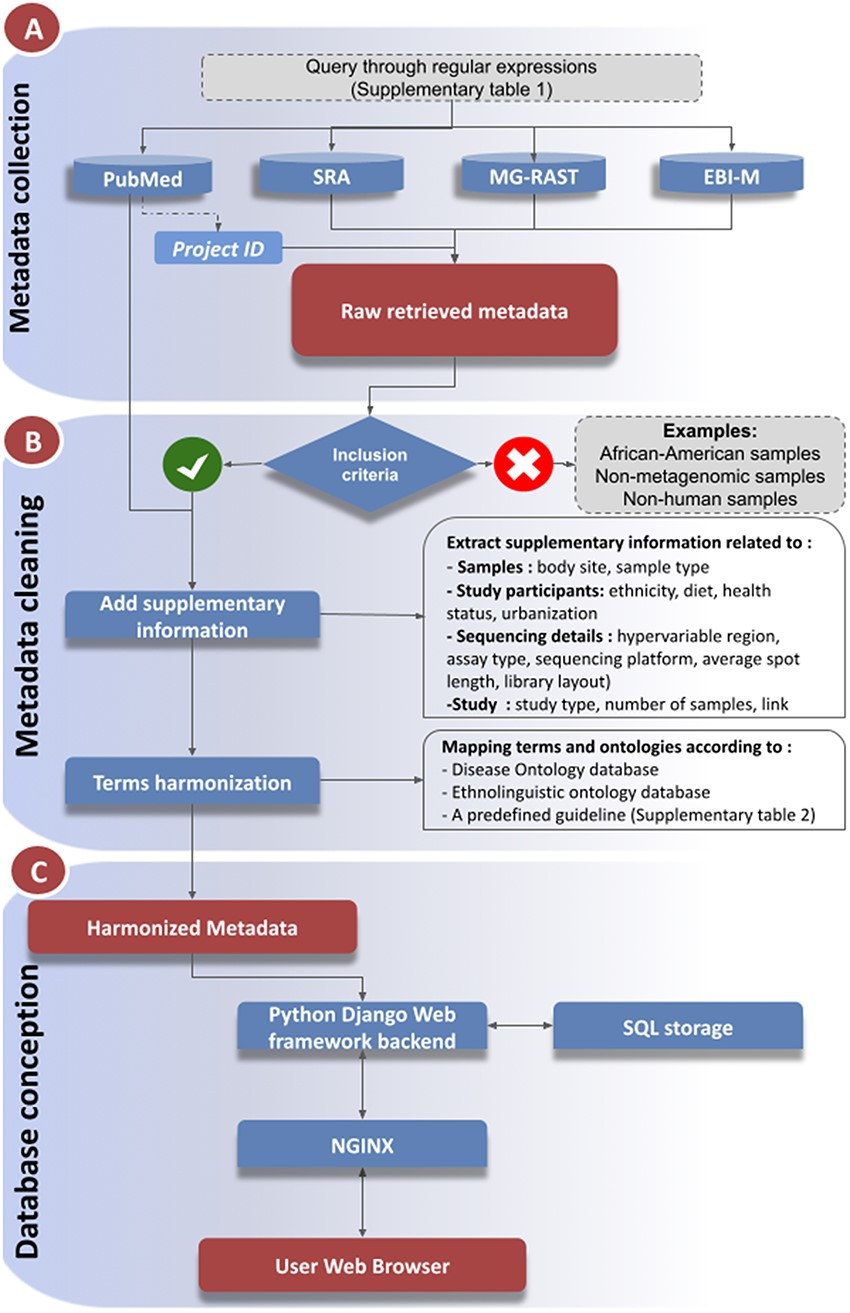 A
Metadata collection
Query through regular expressions
(Supplementary table 1)
PubMed
SRA
MG-RAST
EBI-M
Project ID
Raw retrieved metadata
B
Metadata cleaning
Inclusion
criteria
Examples:
African-American samples
Non-metagenomic samples
Non-human samples
Add supplementary
information
Extract supplementary information related to :
- Samples : body site, sample type
- Study participants: ethnicity, diet, health
status, urbanization
- Sequencing details : hypervariable region,
assay type, sequencing platform, average spot
length, library layout)
-Study : study type, number of samples, link
Terms harmonization
Mapping terms and ontologies according to :
- Disease Ontology database
- Ethnolinguistic ontology database
- A predefined guideline (Supplementary table 2)
C
Database conception
Harmonized Metadata
Python Django Web
framework backend
SQL storage
NGINX
User Web Browser